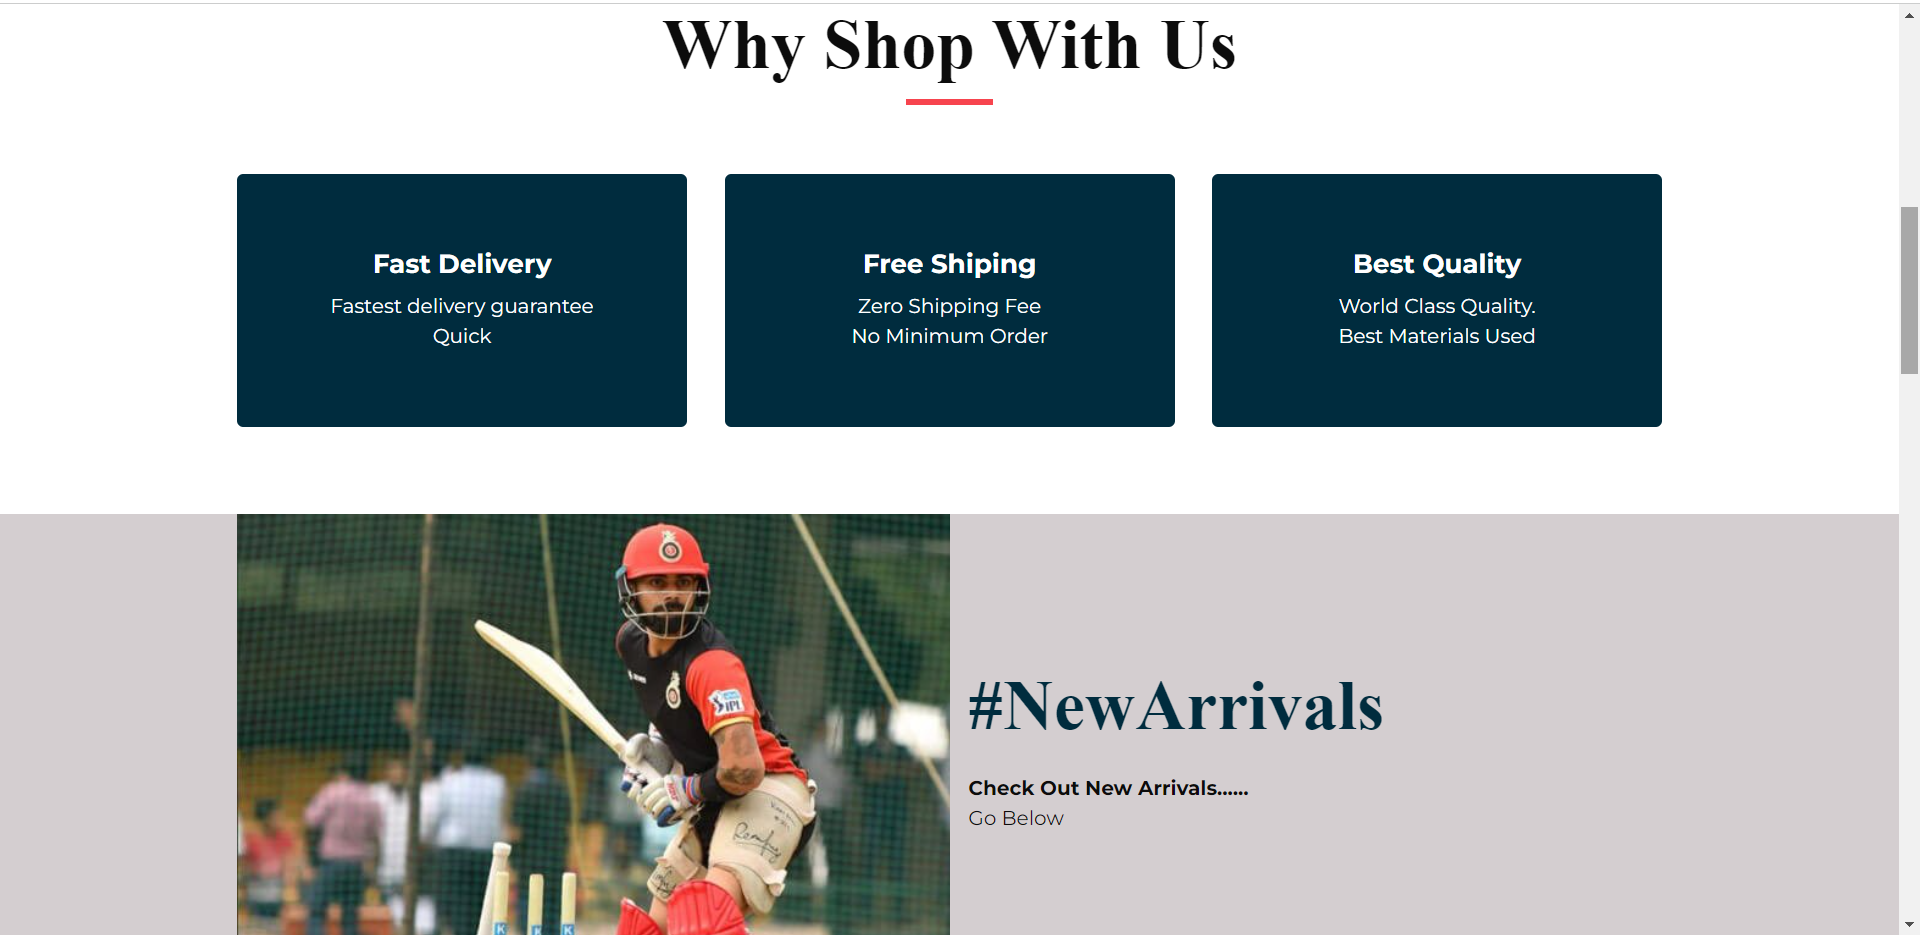 Why Shop With Us
Fast Delivery
Fastest delivery guarantee
Quick
Free Shiping
Zero Shipping Fee
No Minimum Order
Best Quality
World Class Quality.
Best Materials Used
#NewArrivals
Check Out New Arrivals......
Go Below
IPL
K
K
K